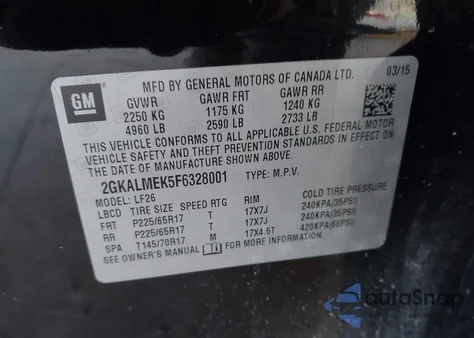 GM
MFD BY GENERAL MOTORS OF CANADA LTD. 03/15
GVWR GAWR FRT GAWR RR
2250 KG 1175 KG 1240 KG
4960 LB 2590 LB 2733 LB
THIS VEHICLE CONFORMS TO ALL APPLICABLE U.S. FEDERAL MOTOR
VEHICLE SAFETY, BUMPER, AND THEFT PREVENTION STANDARDS
IN EFFECT ON THE DATE OF MANUFACTURE SHOWN ABOVE.
2GKALMEK5F6328001 TYPE: M.P.V.
MODEL: LF26
LBCD TIRE SIZE SPEED RTG RIM COLD TIRE PRESSURE
FRT P225/65R17 T 17X7J 240KPA(35PSI)
RR P225/65R17 T 17X7J 240KPA(35PSI)
SPA T145/70R17 M 17X4.5T 420KPA(60PSI)
SEE OWNER'S MANUAL FOR MORE INFORMATION.
autoSnap